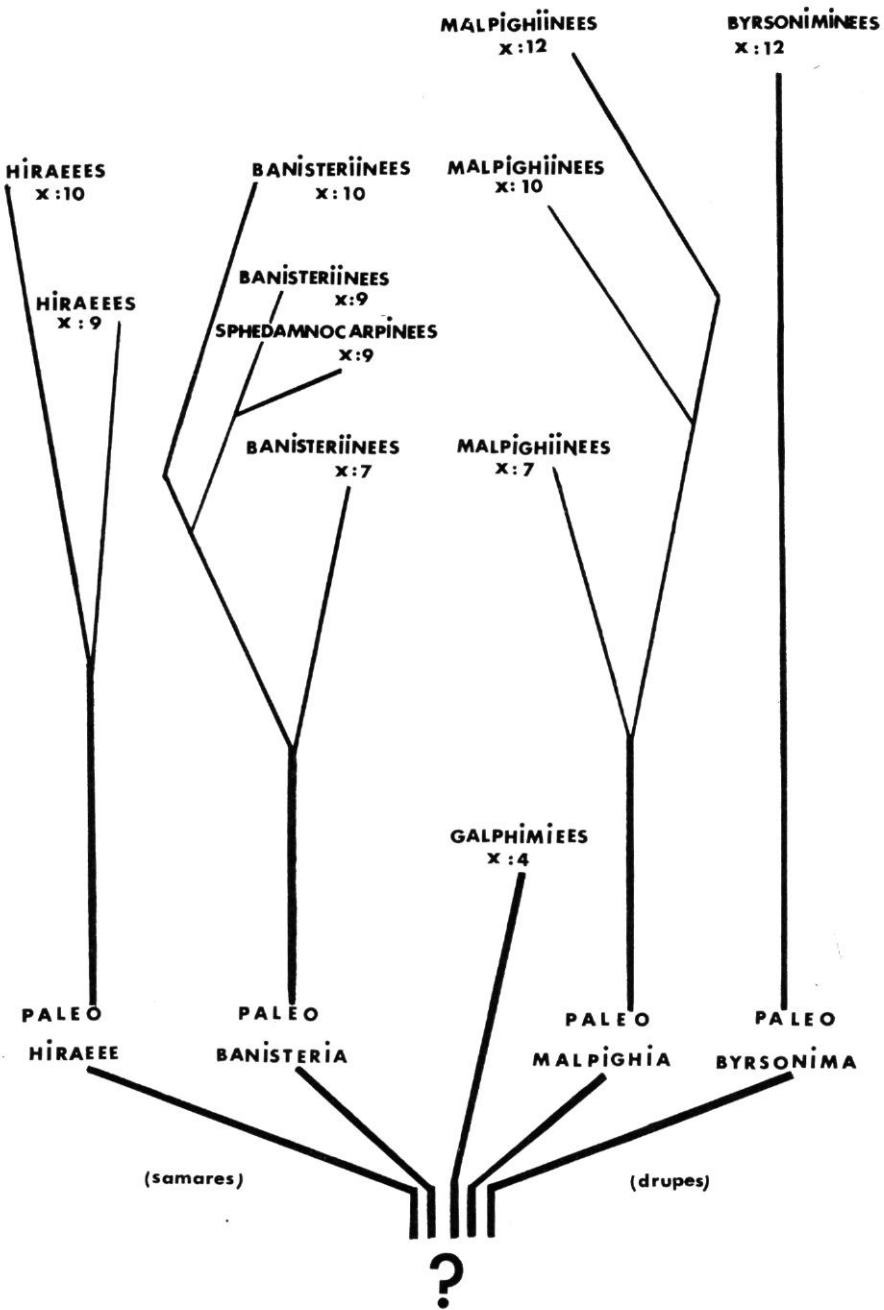 MALPiGHiiNEES
x:12
BYRSONiMiNEES
x:12
HiRAEEES
x:10
BANiSTERiiNEES
x:10
MALPiGHiiNEES
x:10
BANiSTERiiNEES
x:9
HiRAEEES
x:9
SPHEDAMNOCARPiNEES
x:9
BANiSTERiiNEES
x:7
MALPiGHiiNEES
x:7
GALPHiMiEES
x:4
PALEO
HiRAEEE
PALEO
BANiSTERiA
PALEO
MALPiGHiA
PALEO
BYRSONiMA
(samares)
(drupes)
?